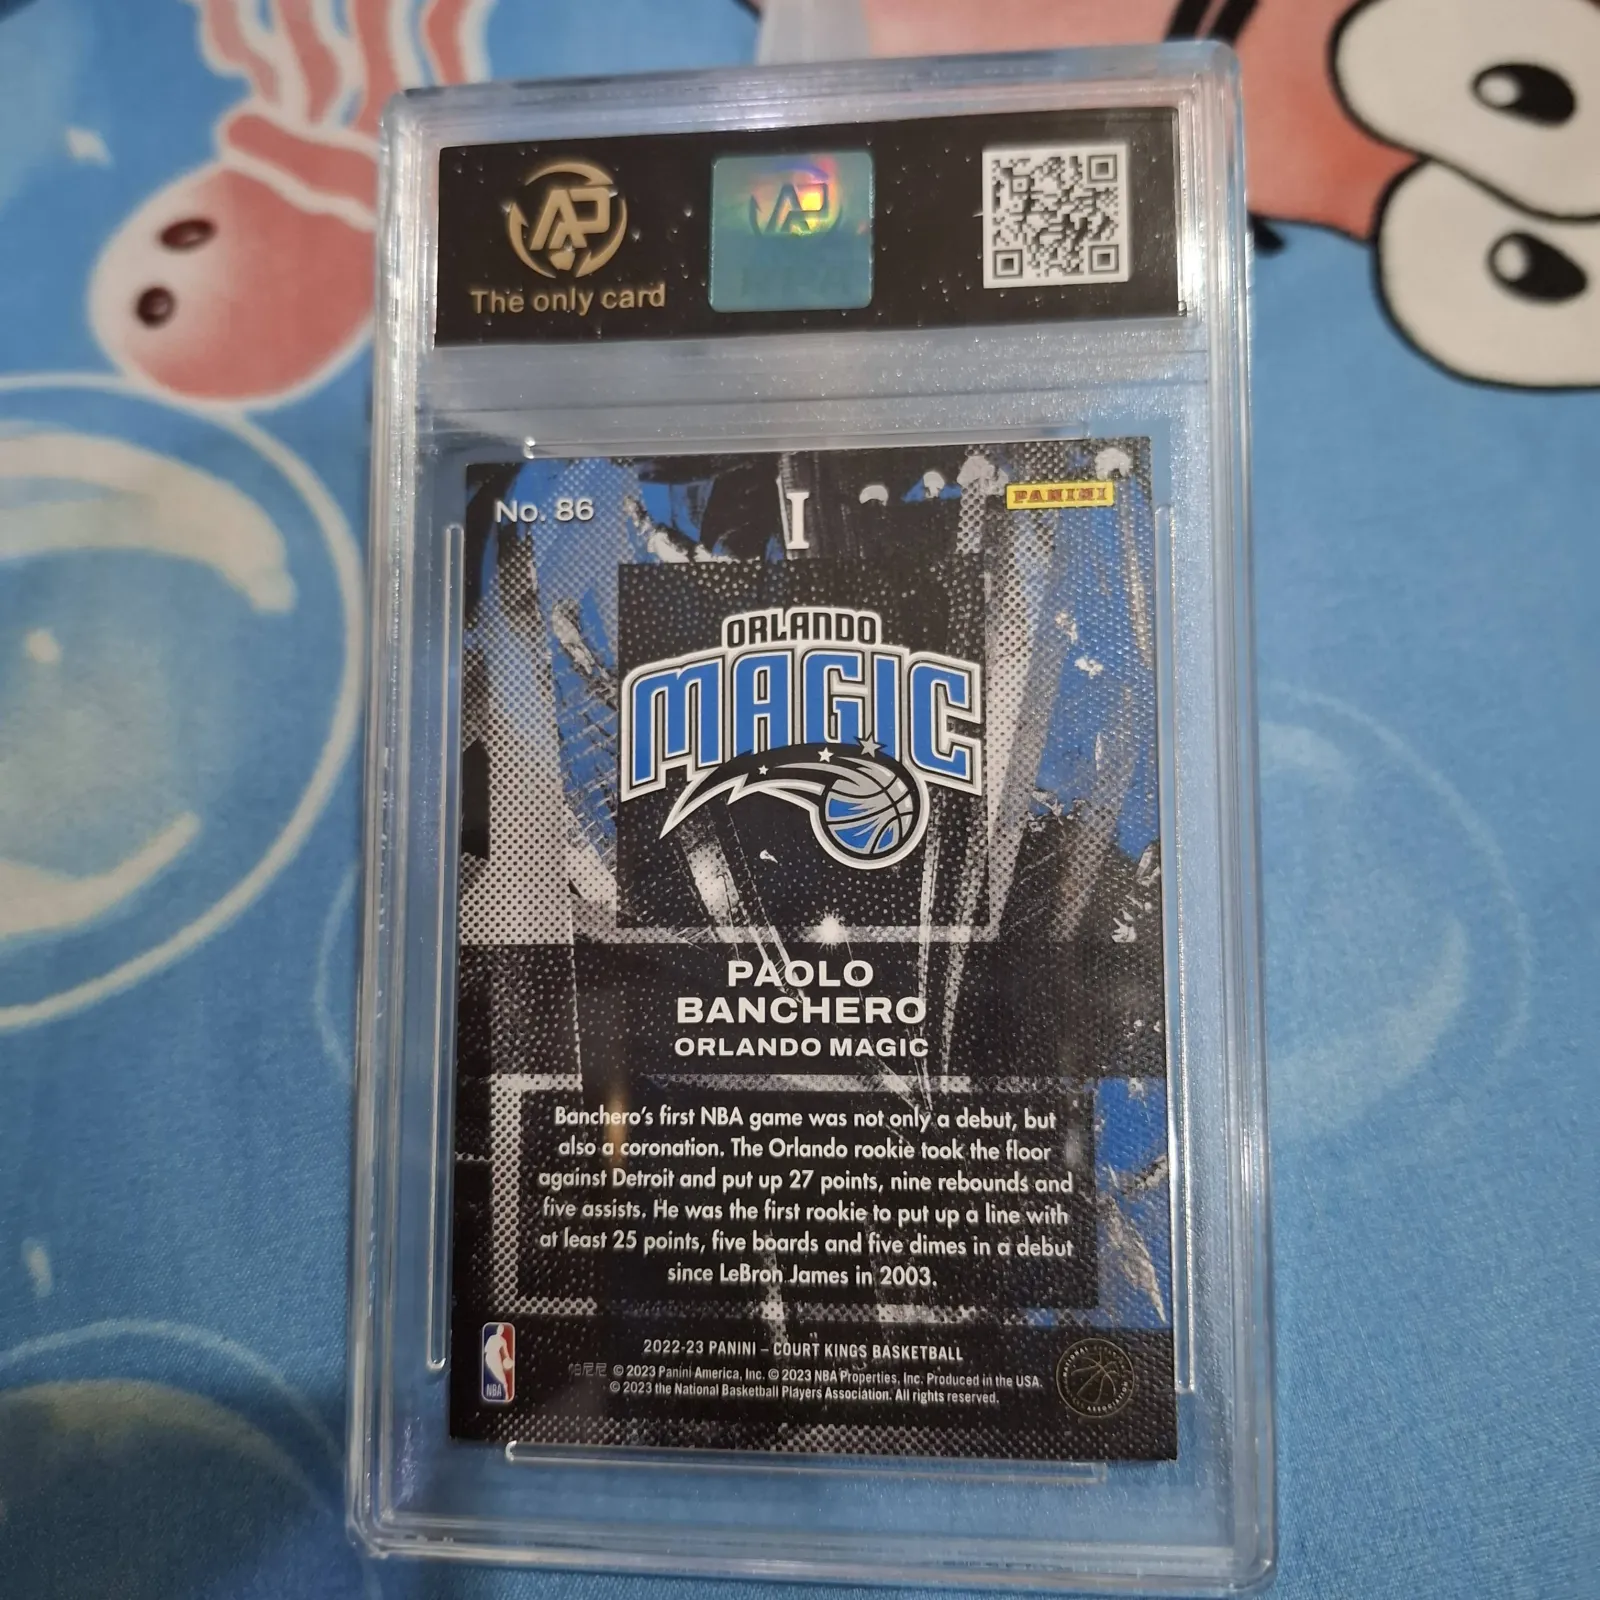 AP
The only card
AP
No. 86
I
PANINI
ORLANDO
MAGIC
PAOLO
BANCHERO
ORLANDO MAGIC
Banchero's first NBA game was not only a debut, but
also a coronation. The Orlando rookie took the floor
against Detroit and put up 27 points, nine rebounds and
five assists. He was the first rookie to put up a line with
at least 25 points, five boards and five dimes in a debut
since LeBron James in 2003.
2022-23 PANINI – COURT KINGS BASKETBALL
帕尼尼 © 2023 Panini America, Inc. © 2023 NBA Properties, Inc. Produced in the USA.
© 2023 the National Basketball Players Association. All rights reserved.
NBA